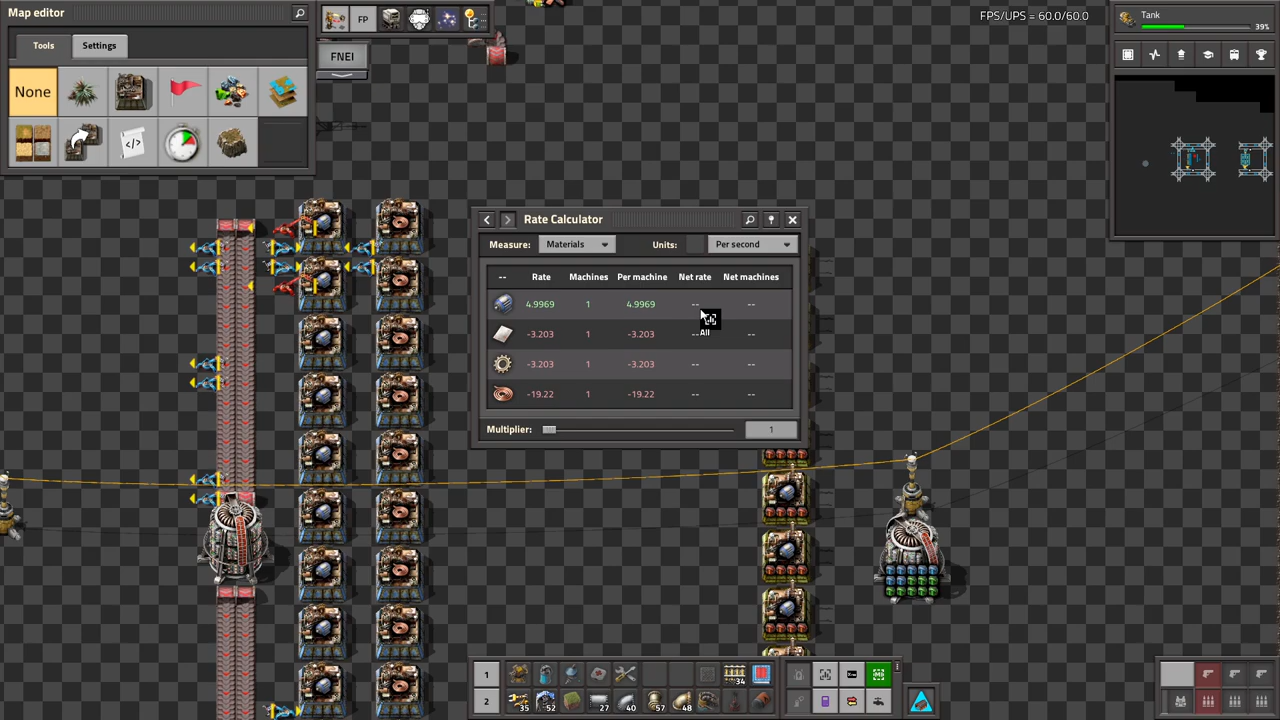 Map editor
Tools Settings
None
FP
FNEI
FPS/UPS = 60.0/60.0
Tank
39%
Rate Calculator
Measure: Materials Units: Per second
-- Rate Machines Per machine Net rate Net machines
4.9969 1 4.9969 -- --
-3.203 1 -3.203 -- --
All
-3.203 1 -3.203 -- --
-19.22 1 -19.22 -- --
Multiplier: 1
1 34
2 35 52 27 40 57 48